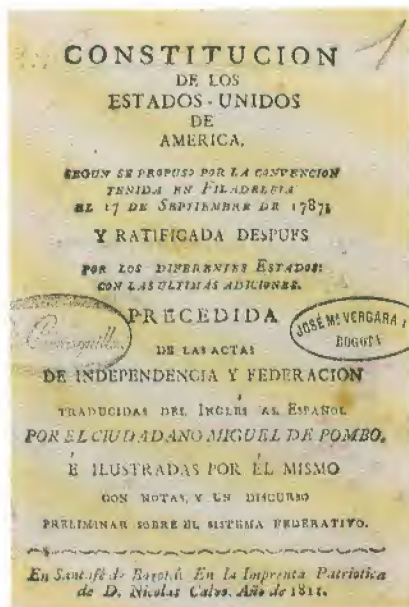 CONSTITUCION
DE LOS
ESTADOS-UNIDOS
DE
AMERICA,
SEGUN SE PROPUSO POR LA CONVENCION
TENIDA EN FILADELFIA
EL 17 DE SEPTIEMBRE DE 1787;
Y RATIFICADA DESPUES
POR LOS DIFERENTES ESTADOS:
CON LAS ULTIMAS ADICIONES.
PRECEDIDA
JOSÉ Mª VERGARA
BOGOTA
DE LAS ACTAS
DE INDEPENDENCIA Y FEDERACION
TRADUCIDAS DEL INGLÉS AL ESPAÑOL
POR EL CIUDADANO MIGUEL DE POMBO,
É ILUSTRADAS POR ÉL MISMO
CON NOTAS, Y UN DISCURSO
PRELIMINAR SOBRE EL SISTEMA FEDERATIVO.
En Santafé de Bogotá: En la Imprenta Patriotica
de D. Nicolas Calvo. Año de 1811.